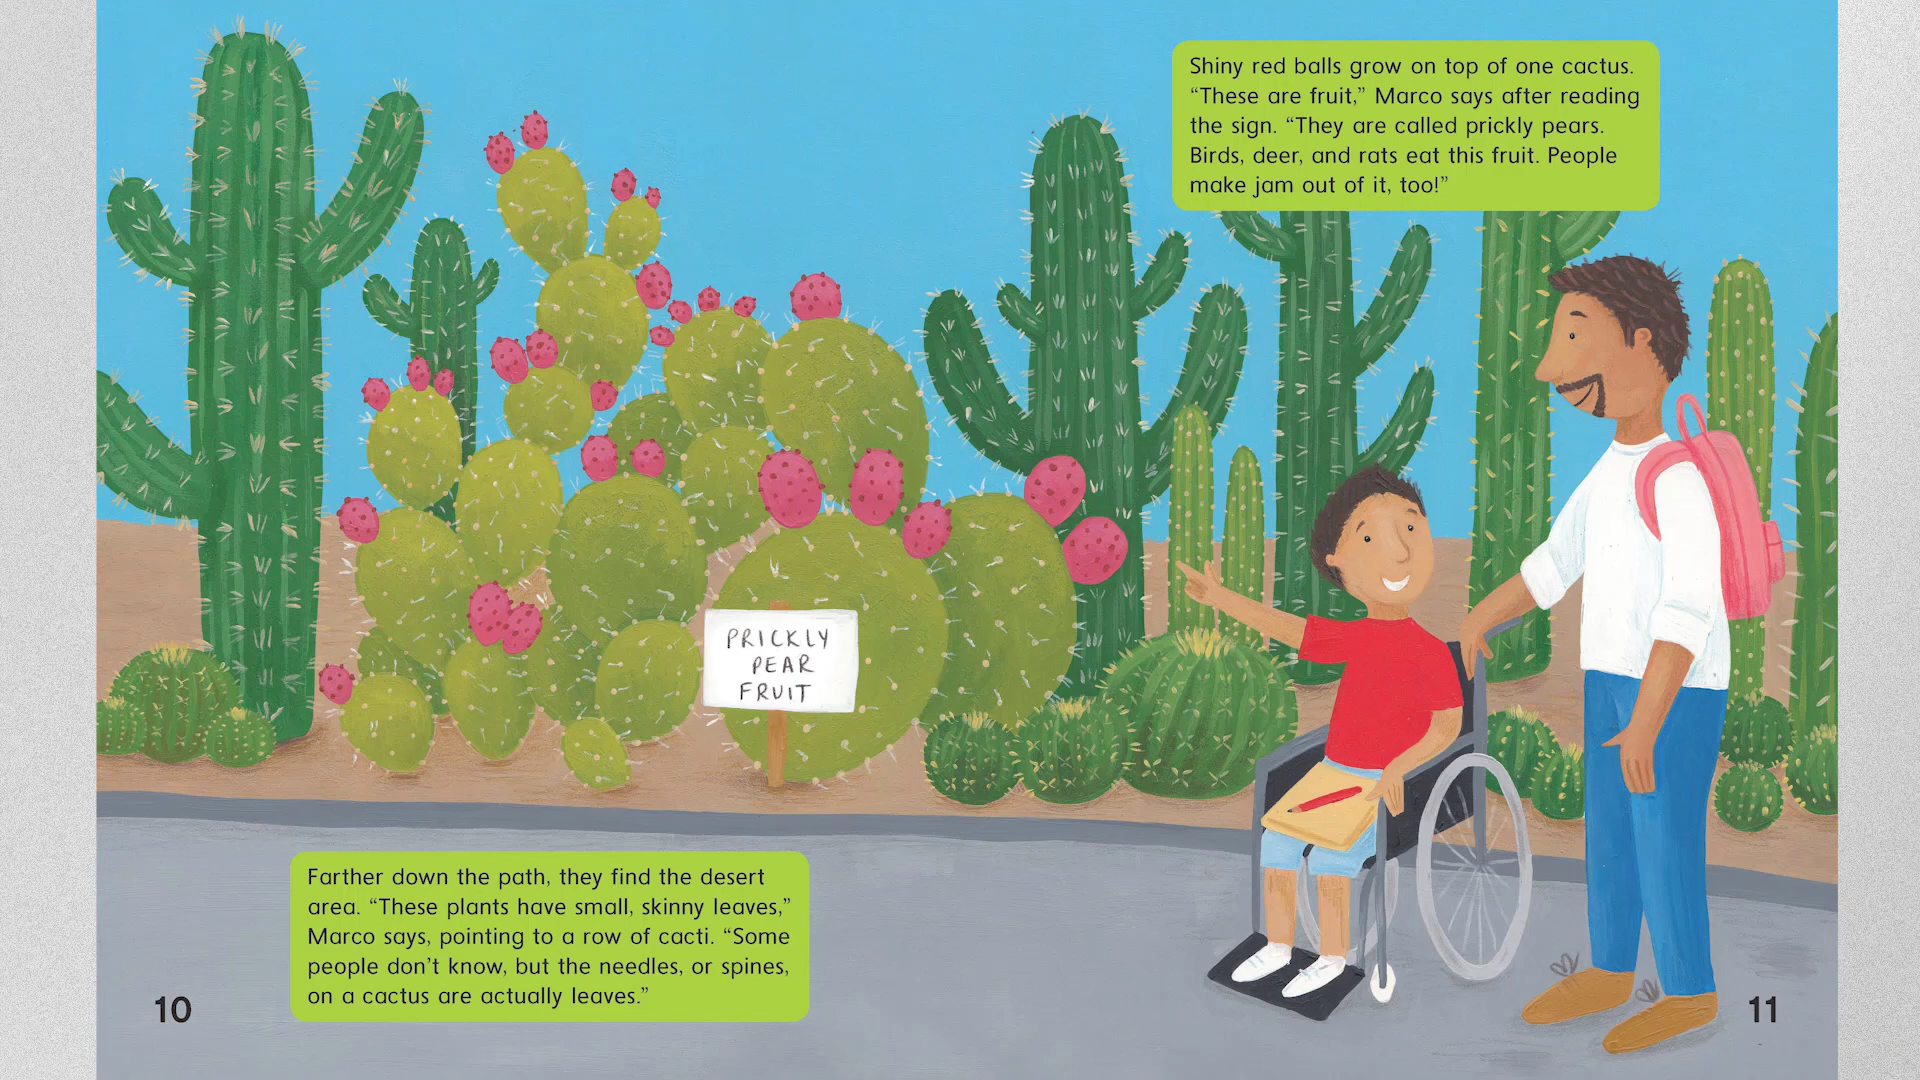 Farther down the path, they find the desert
area. “These plants have small, skinny leaves,”
Marco says, pointing to a row of cacti. “Some
people don’t know, but the needles, or spines,
on a cactus are actually leaves.”
10
PRICKLY
PEAR
FRUIT
Shiny red balls grow on top of one cactus.
“These are fruit,” Marco says after reading
the sign. “They are called prickly pears.
Birds, deer, and rats eat this fruit. People
make jam out of it, too!”
11